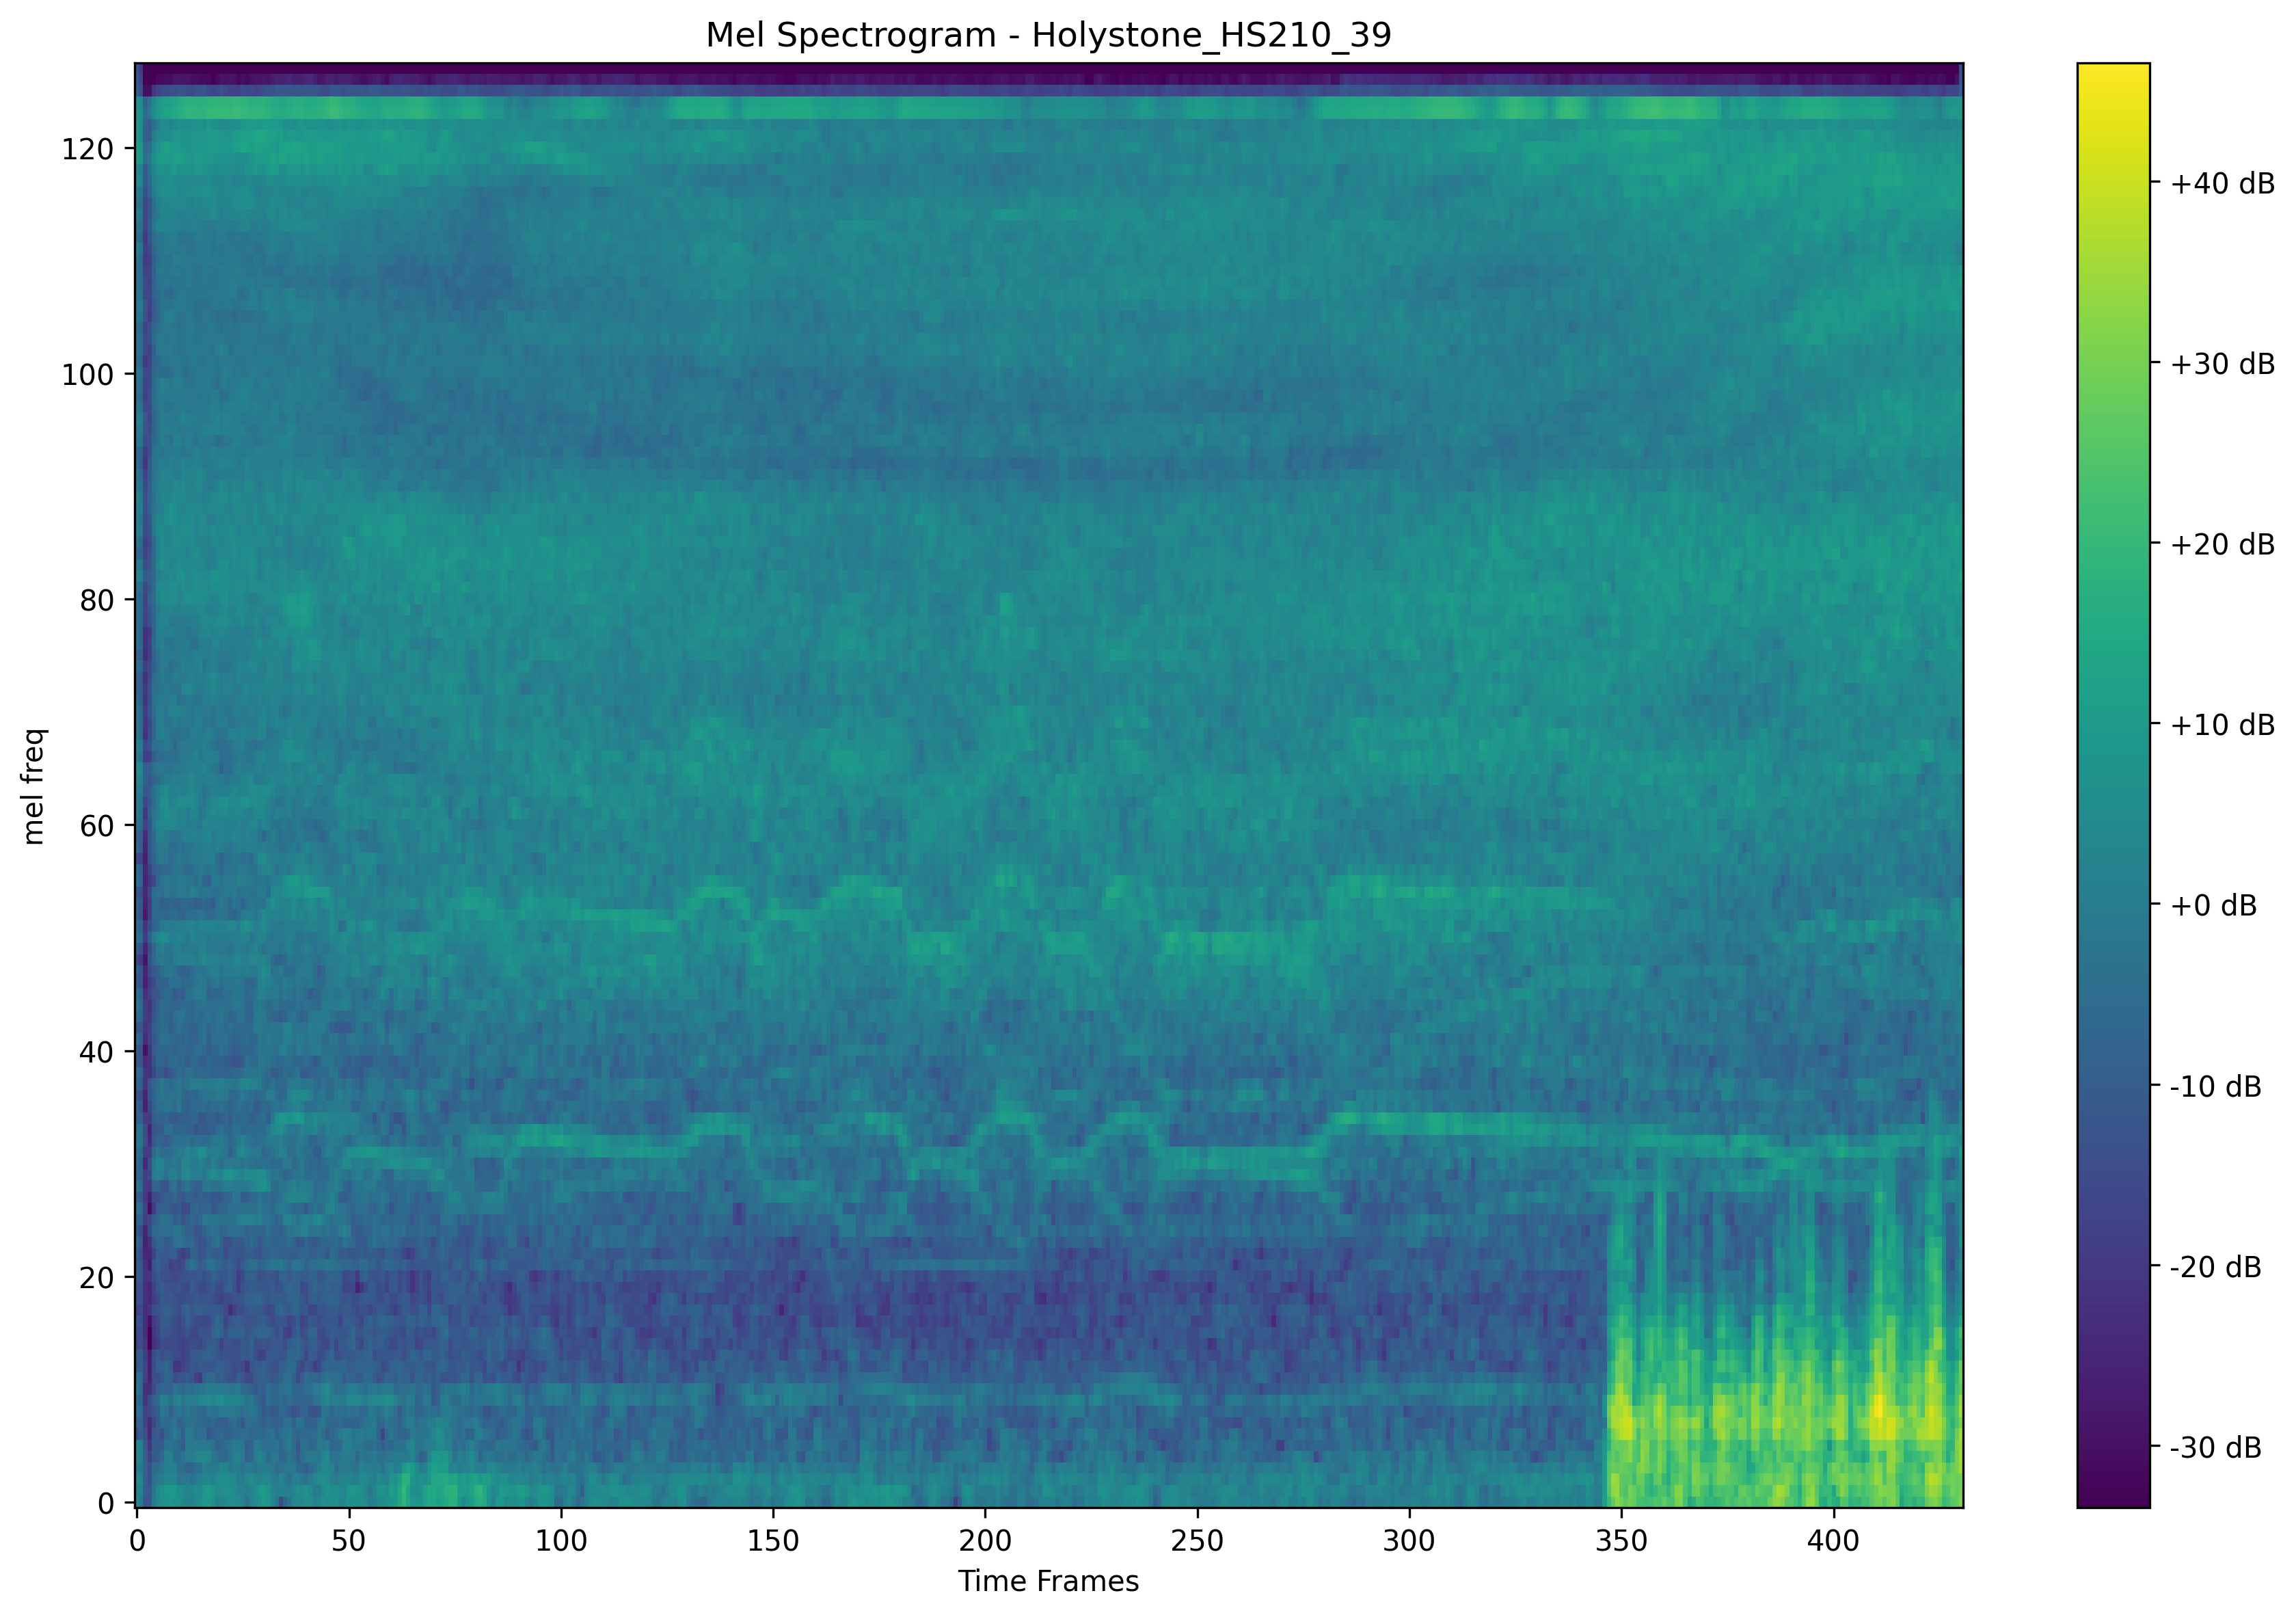 Mel Spectrogram - Holystone_HS210_39
mel freq
120
100
80
60
40
20
0
0 50 100 150 200 250 300 350 400
Time Frames
+40 dB
+30 dB
+20 dB
+10 dB
+0 dB
-10 dB
-20 dB
-30 dB